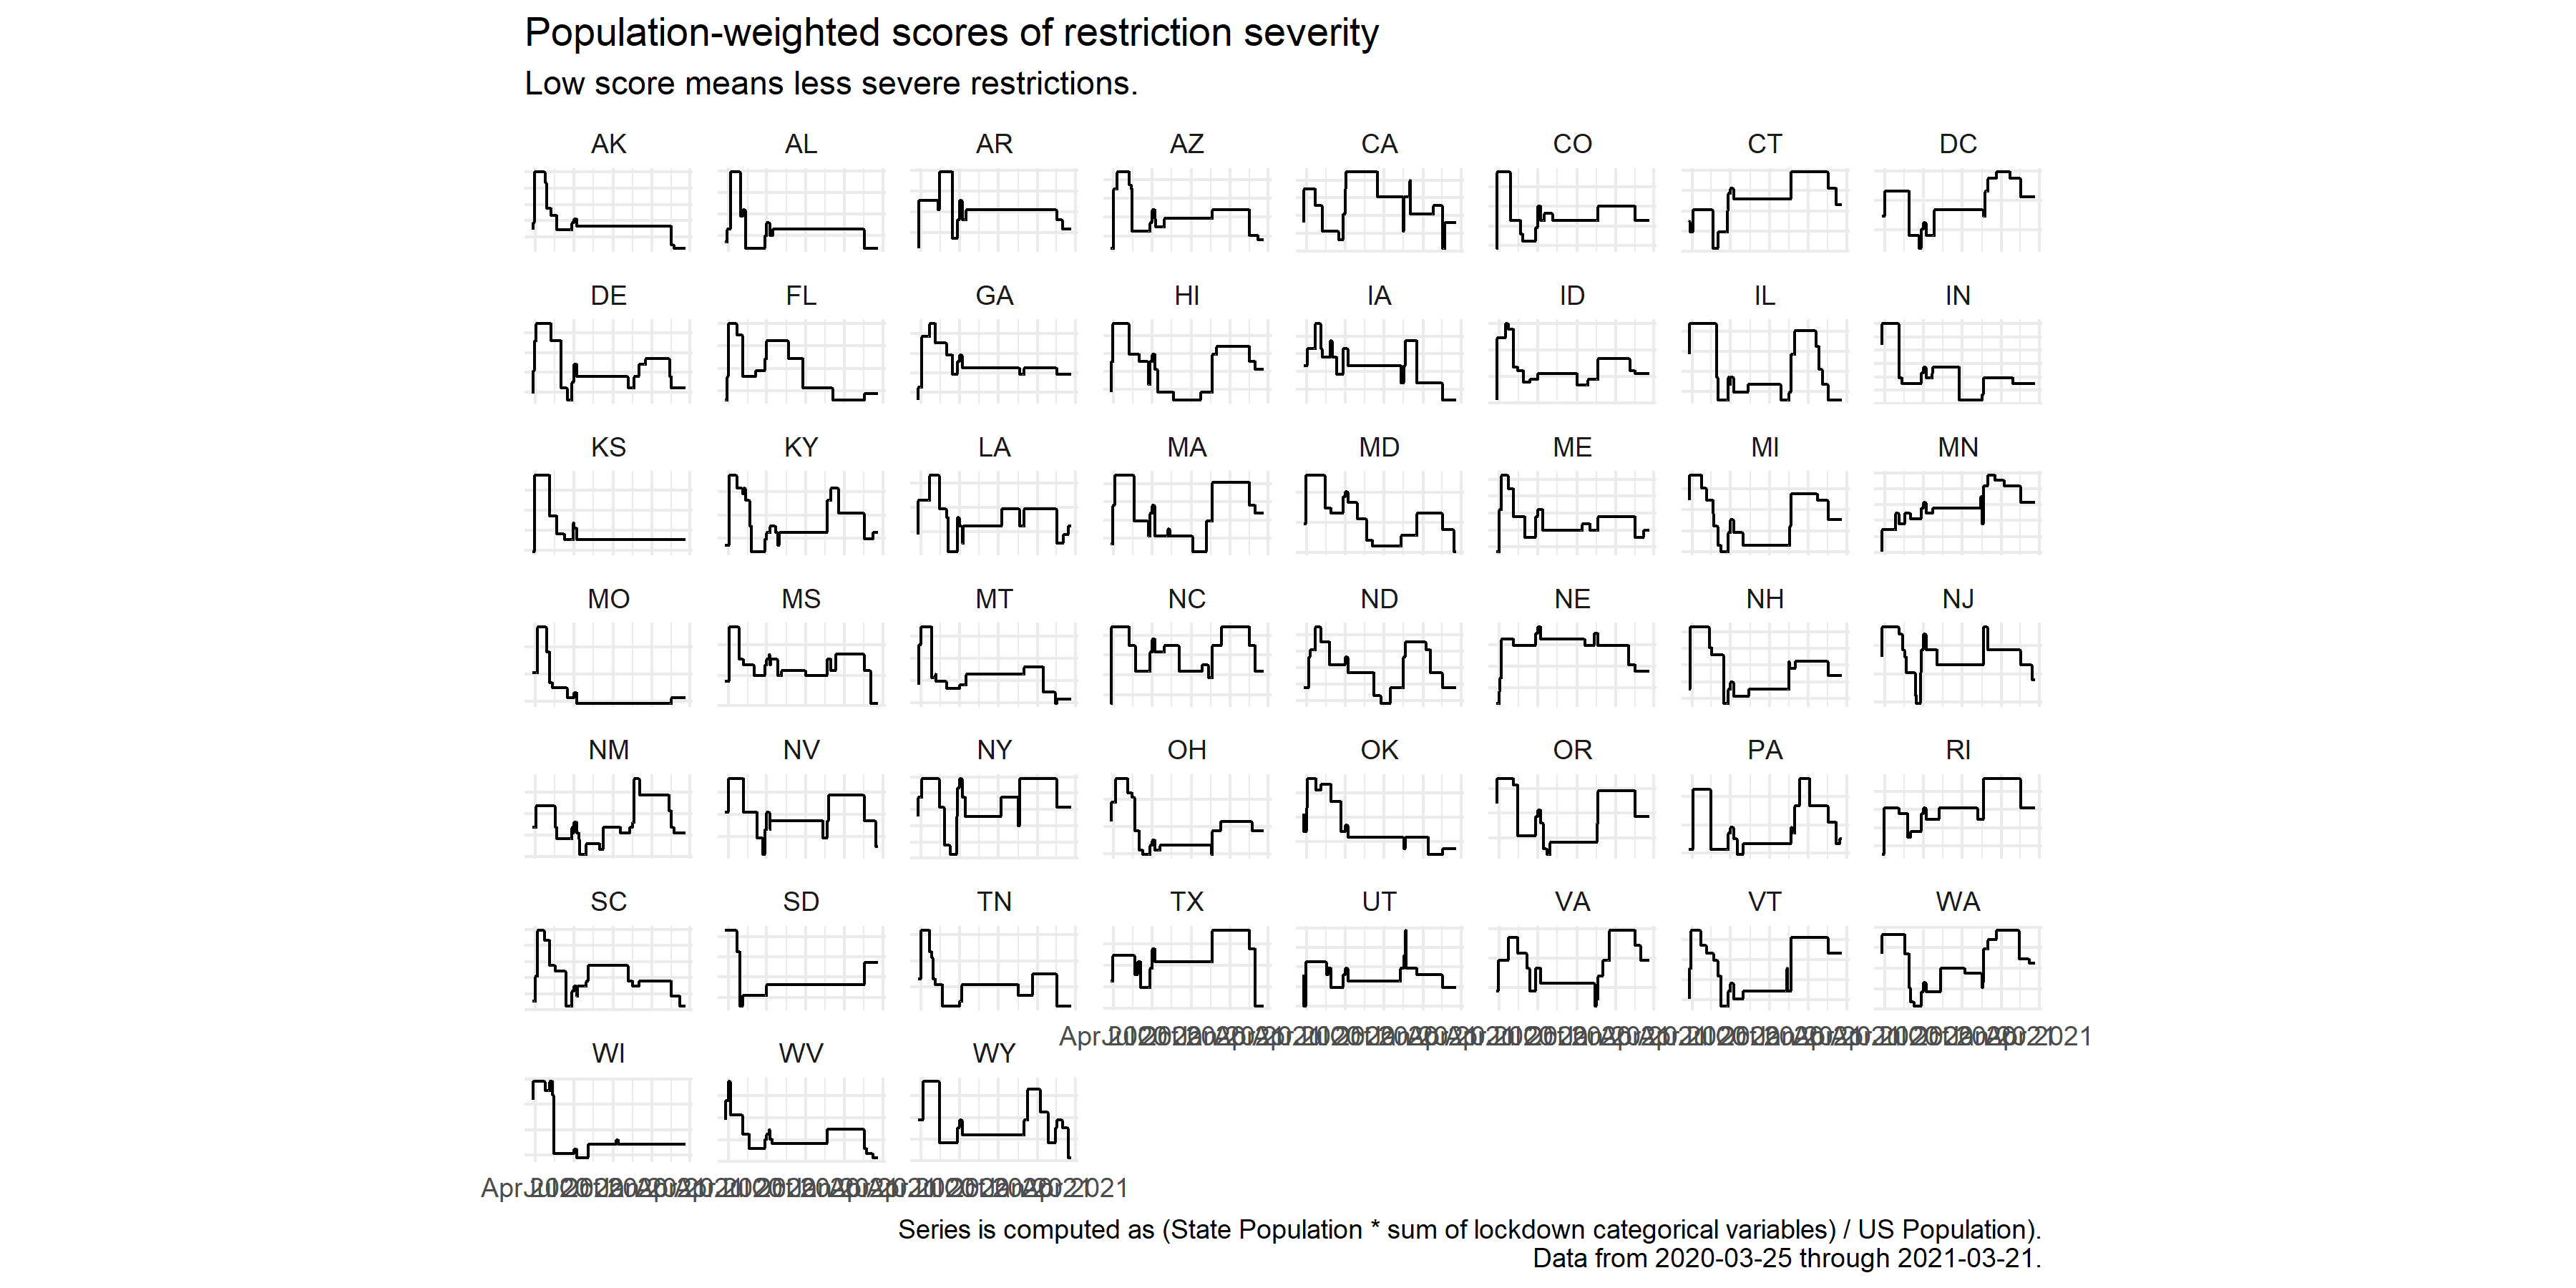 Population-weighted scores of restriction severity
Low score means less severe restrictions.
AK AL AR AZ CA CO CT DC
DE FL GA HI IA ID IL IN
KS KY LA MA MD ME MI MN
MO MS MT NC ND NE NH NJ
NM NV NY OH OK OR PA RI
SC SD TN TX UT VA VT WA
WI WV WY
Series is computed as (State Population * sum of lockdown categorical variables) / US Population).
Data from 2020-03-25 through 2021-03-21.